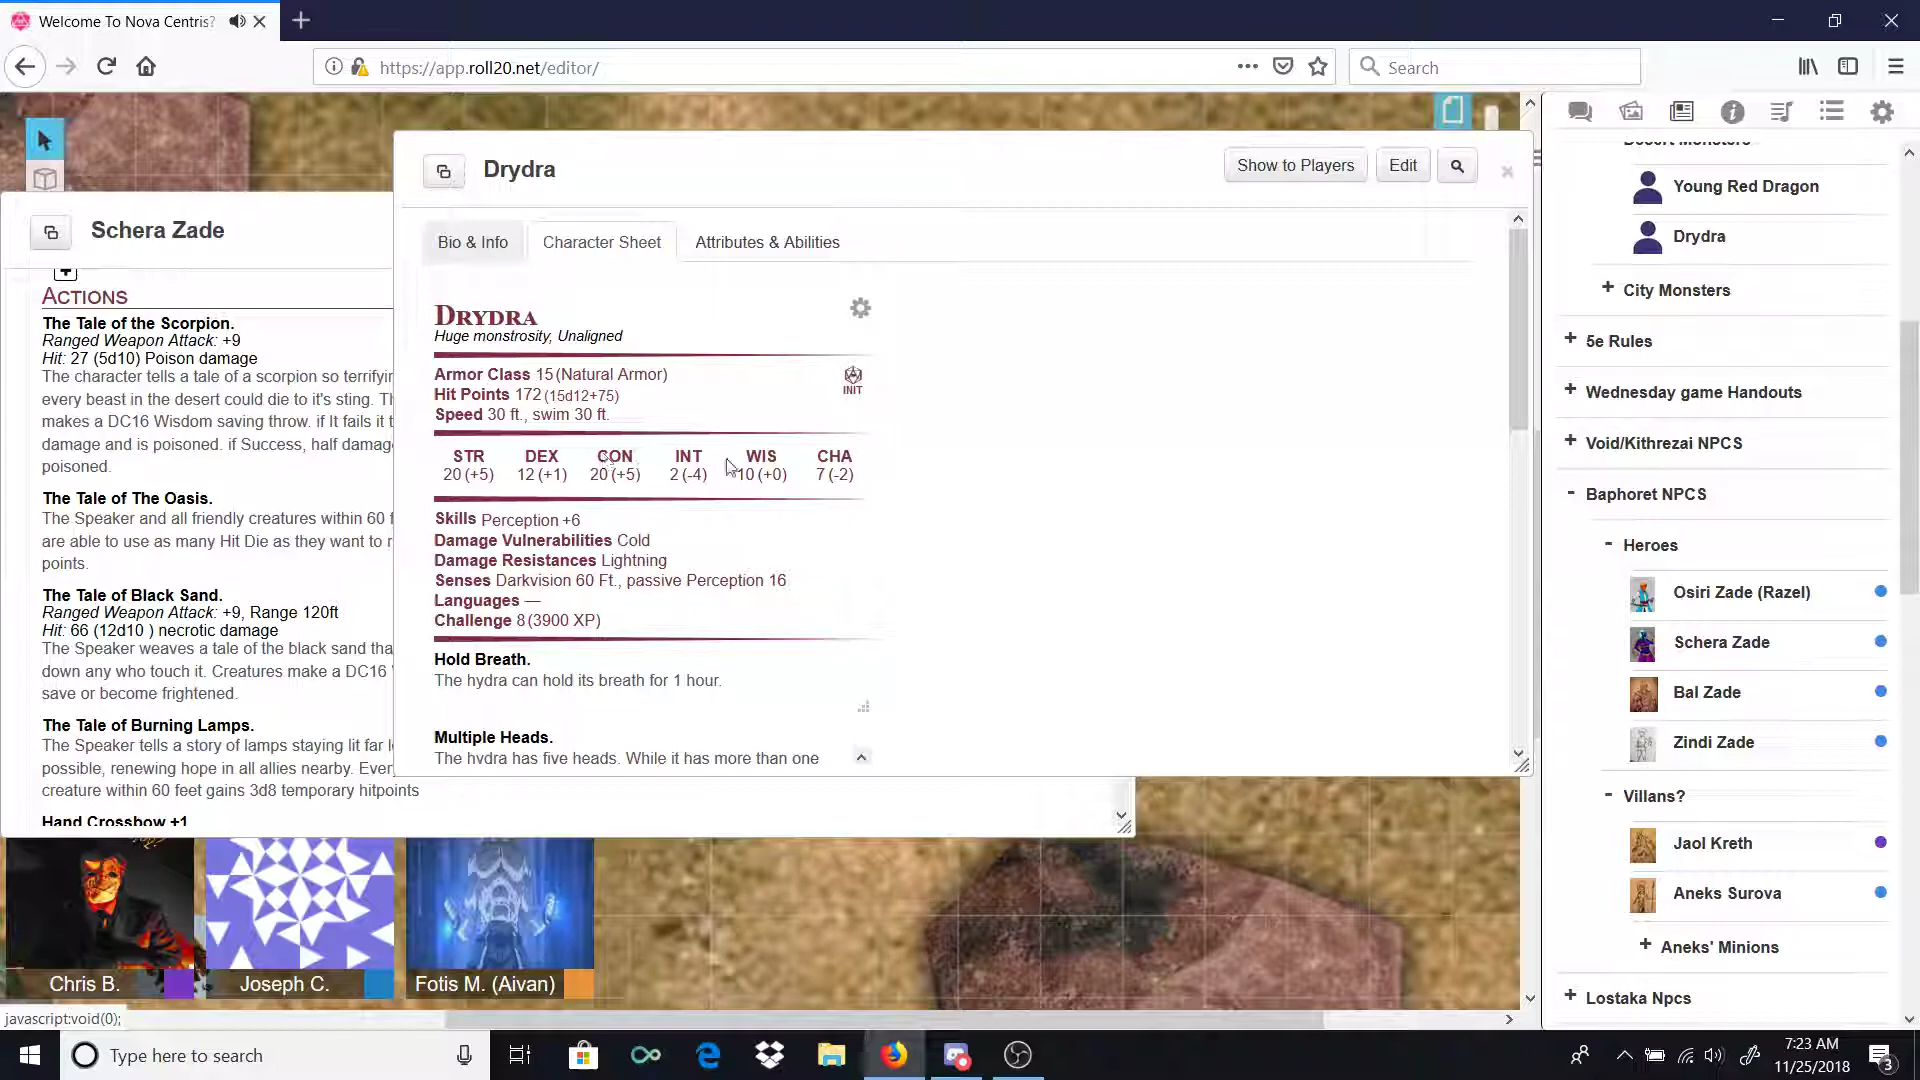 Welcome To Nova Centris?
https://app.roll20.net/editor/
Search
Schera Zade
Actions
The Tale of the Scorpion.
Ranged Weapon Attack: +9
Hit: 27 (5d10) Poison damage
The character tells a tale of a scorpion so
every beast in the desert could die to it's sting.
makes a DC16 Wisdom saving throw. if It fails it
damage and is poisoned. if Success, half
poisoned.
The Tale of The Oasis.
The Speaker and all friendly creatures within 60
are able to use as many Hit Die as they want to
points.
The Tale of Black Sand.
Ranged Weapon Attack: +9, Range 120ft
Hit: 66 (12d10 ) necrotic damage
The Speaker weaves a tale of the black sand
down any who touch it. Creatures make a DC16
save or become frightened.
The Tale of Burning Lamps.
The Speaker tells a story of lamps staying lit far
possible, renewing hope in all allies nearby.
creature within 60 feet gains 3d8 temporary hitpoints
Hand Crossbow +1
Drydra
Show to Players
Edit
Bio & Info
Character Sheet
Attributes & Abilities
Drydra
Huge monstrosity, Unaligned
Armor Class 15 (Natural Armor)
INIT
Hit Points 172 (15d12+75)
Speed 30 ft., swim 30 ft.
STR DEX CON INT WIS CHA
20 (+5) 12 (+1) 20 (+5) 2 (-4) 10 (+0) 7 (-2)
Skills Perception +6
Damage Vulnerabilities Cold
Damage Resistances Lightning
Senses Darkvision 60 Ft., passive Perception 16
Languages —
Challenge 8 (3900 XP)
Hold Breath.
The hydra can hold its breath for 1 hour.
Multiple Heads.
The hydra has five heads. While it has more than one
Desert Monsters
Young Red Dragon
Drydra
+ City Monsters
+ 5e Rules
+ Wednesday game Handouts
+ Void/Kithrezai NPCS
- Baphoret NPCS
- Heroes
Osiri Zade (Razel)
Schera Zade
Bal Zade
Zindi Zade
- Villans?
Jaol Kreth
Aneks Surova
+ Aneks' Minions
+ Lostaka Npcs
Chris B.
Joseph C.
Fotis M. (Aivan)
javascript:void(0);
Type here to search
7:23 AM
11/25/2018
3